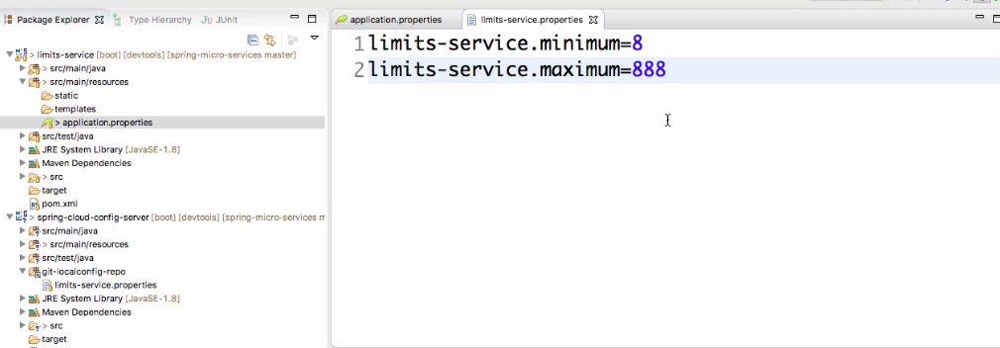 Package Explorer
Type Hierarchy
JUnit
> limits-service [boot] [devtools] [spring-micro-services master]
> src/main/java
> src/main/resources
static
templates
> application.properties
src/test/java
JRE System Library [JavaSE-1.8]
Maven Dependencies
> src
target
pom.xml
> spring-cloud-config-server [boot] [devtools] [spring-micro-services m
src/main/java
> src/main/resources
src/test/java
git-localconfig-repo
limits-service.properties
JRE System Library [JavaSE-1.8]
Maven Dependencies
> src
target
application.properties
limits-service.properties
1 limits-service.minimum=8
2 limits-service.maximum=888